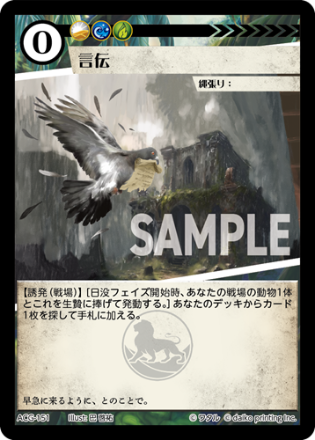 0
言伝
縄張り：
SAMPLE
【誘発（戦場）】［日没フェイズ開始時、あなたの戦場の動物1体
とこれを生贄に捧げて発動する。］あなたのデッキからカード
1枚を探して手札に加える。
早急に来るように、とのことで。
ACG-151 Illust: 巴 啓祐 © ワタル © daiko printing inc.